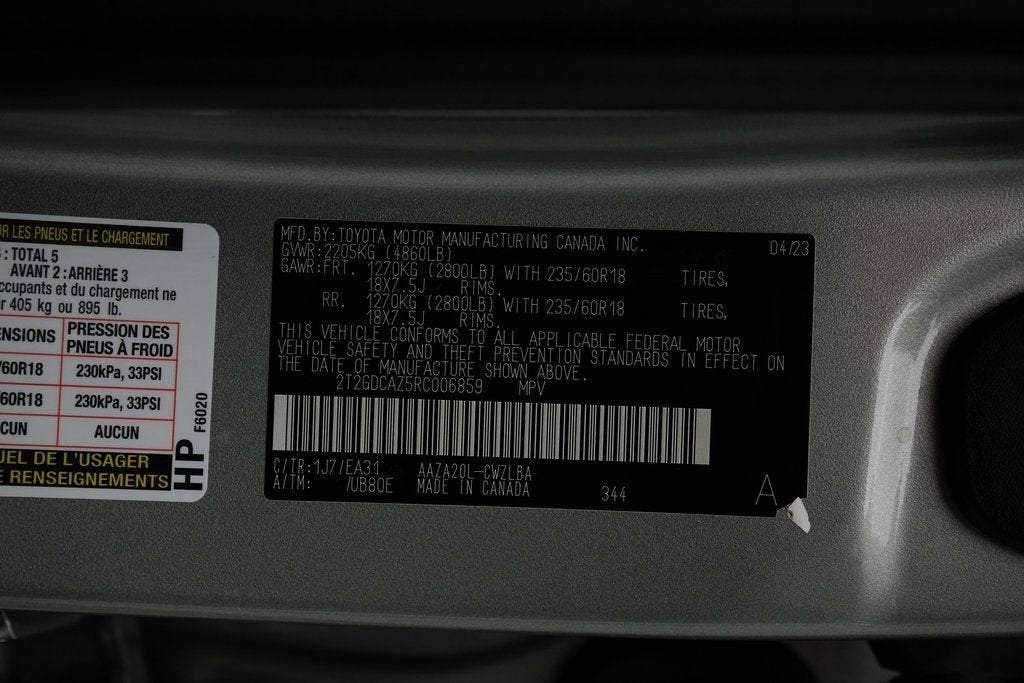 UR LES PNEUS ET LE CHARGEMENT
: TOTAL 5
AVANT 2 : ARRIÈRE 3
ccupants et du chargement ne
r 405 kg ou 895 lb.
ENSIONS PRESSION DES PNEUS À FROID
/60R18 230kPa, 33PSI
/60R18 230kPa, 33PSI
CUN AUCUN
UEL DE L'USAGER
E RENSEIGNEMENTS
HP
F6020
MFD.BY:TOYOTA MOTOR MANUFACTURING CANADA INC. 04/23
GVWR:2205KG (4860LB)
GAWR:FRT. 1270KG (2800LB) WITH 235/60R18 TIRES,
18X7.5J RIMS.
RR. 1270KG (2800LB) WITH 235/60R18 TIRES,
18X7.5J RIMS.
THIS VEHICLE CONFORMS TO ALL APPLICABLE FEDERAL MOTOR
VEHICLE SAFETY AND THEFT PREVENTION STANDARDS IN EFFECT ON
THE DATE OF MANUFACTURE SHOWN ABOVE.
2T2GDCAZ5RC006859 MPV
C/TR:1J7/EA31 AAZA20L-CWZLBA
A/TM: /UB80E MADE IN CANADA 344 A